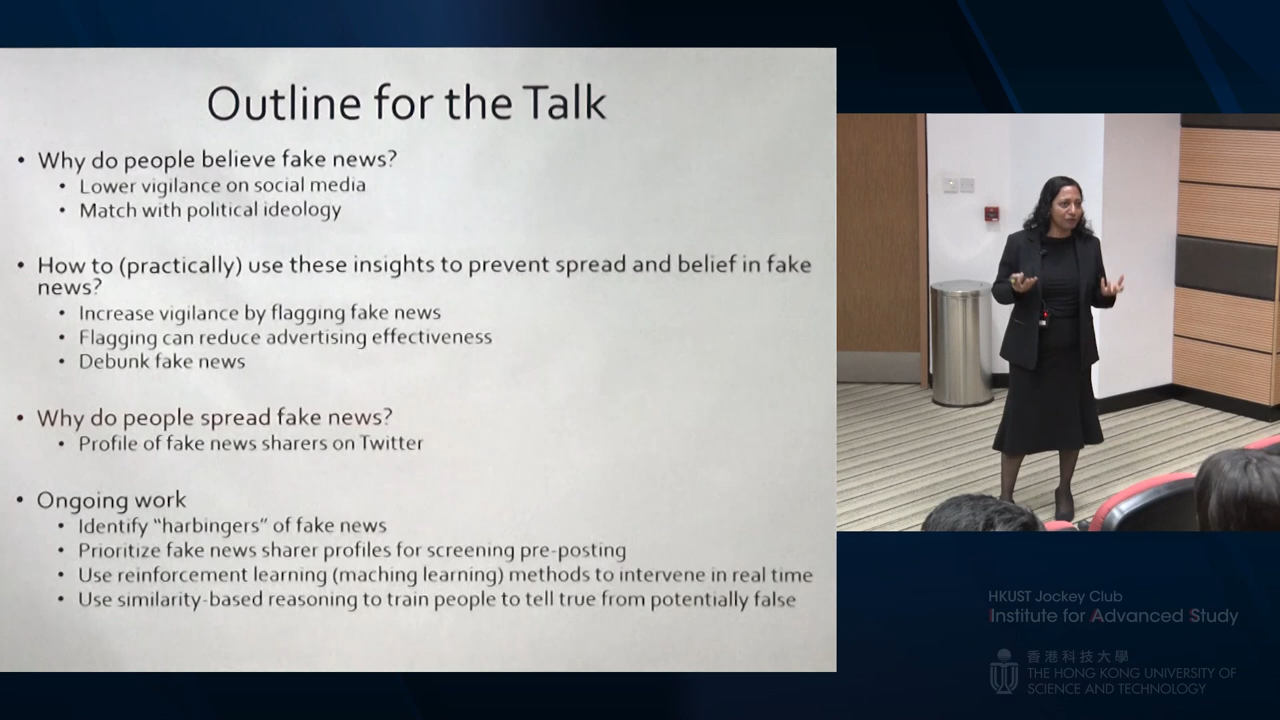 Outline for the Talk
• Why do people believe fake news?
• Lower vigilance on social media
• Match with political ideology
• How to (practically) use these insights to prevent spread and belief in fake
news?
• Increase vigilance by flagging fake news
• Flagging can reduce advertising effectiveness
• Debunk fake news
• Why do people spread fake news?
• Profile of fake news sharers on Twitter
• Ongoing work
• Identify “harbingers” of fake news
• Prioritize fake news sharer profiles for screening pre-posting
• Use reinforcement learning (maching learning) methods to intervene in real time
• Use similarity-based reasoning to train people to tell true from potentially false
HKUST Jockey Club
Institute for Advanced Study
香港科技大學
THE HONG KONG UNIVERSITY OF
SCIENCE AND TECHNOLOGY